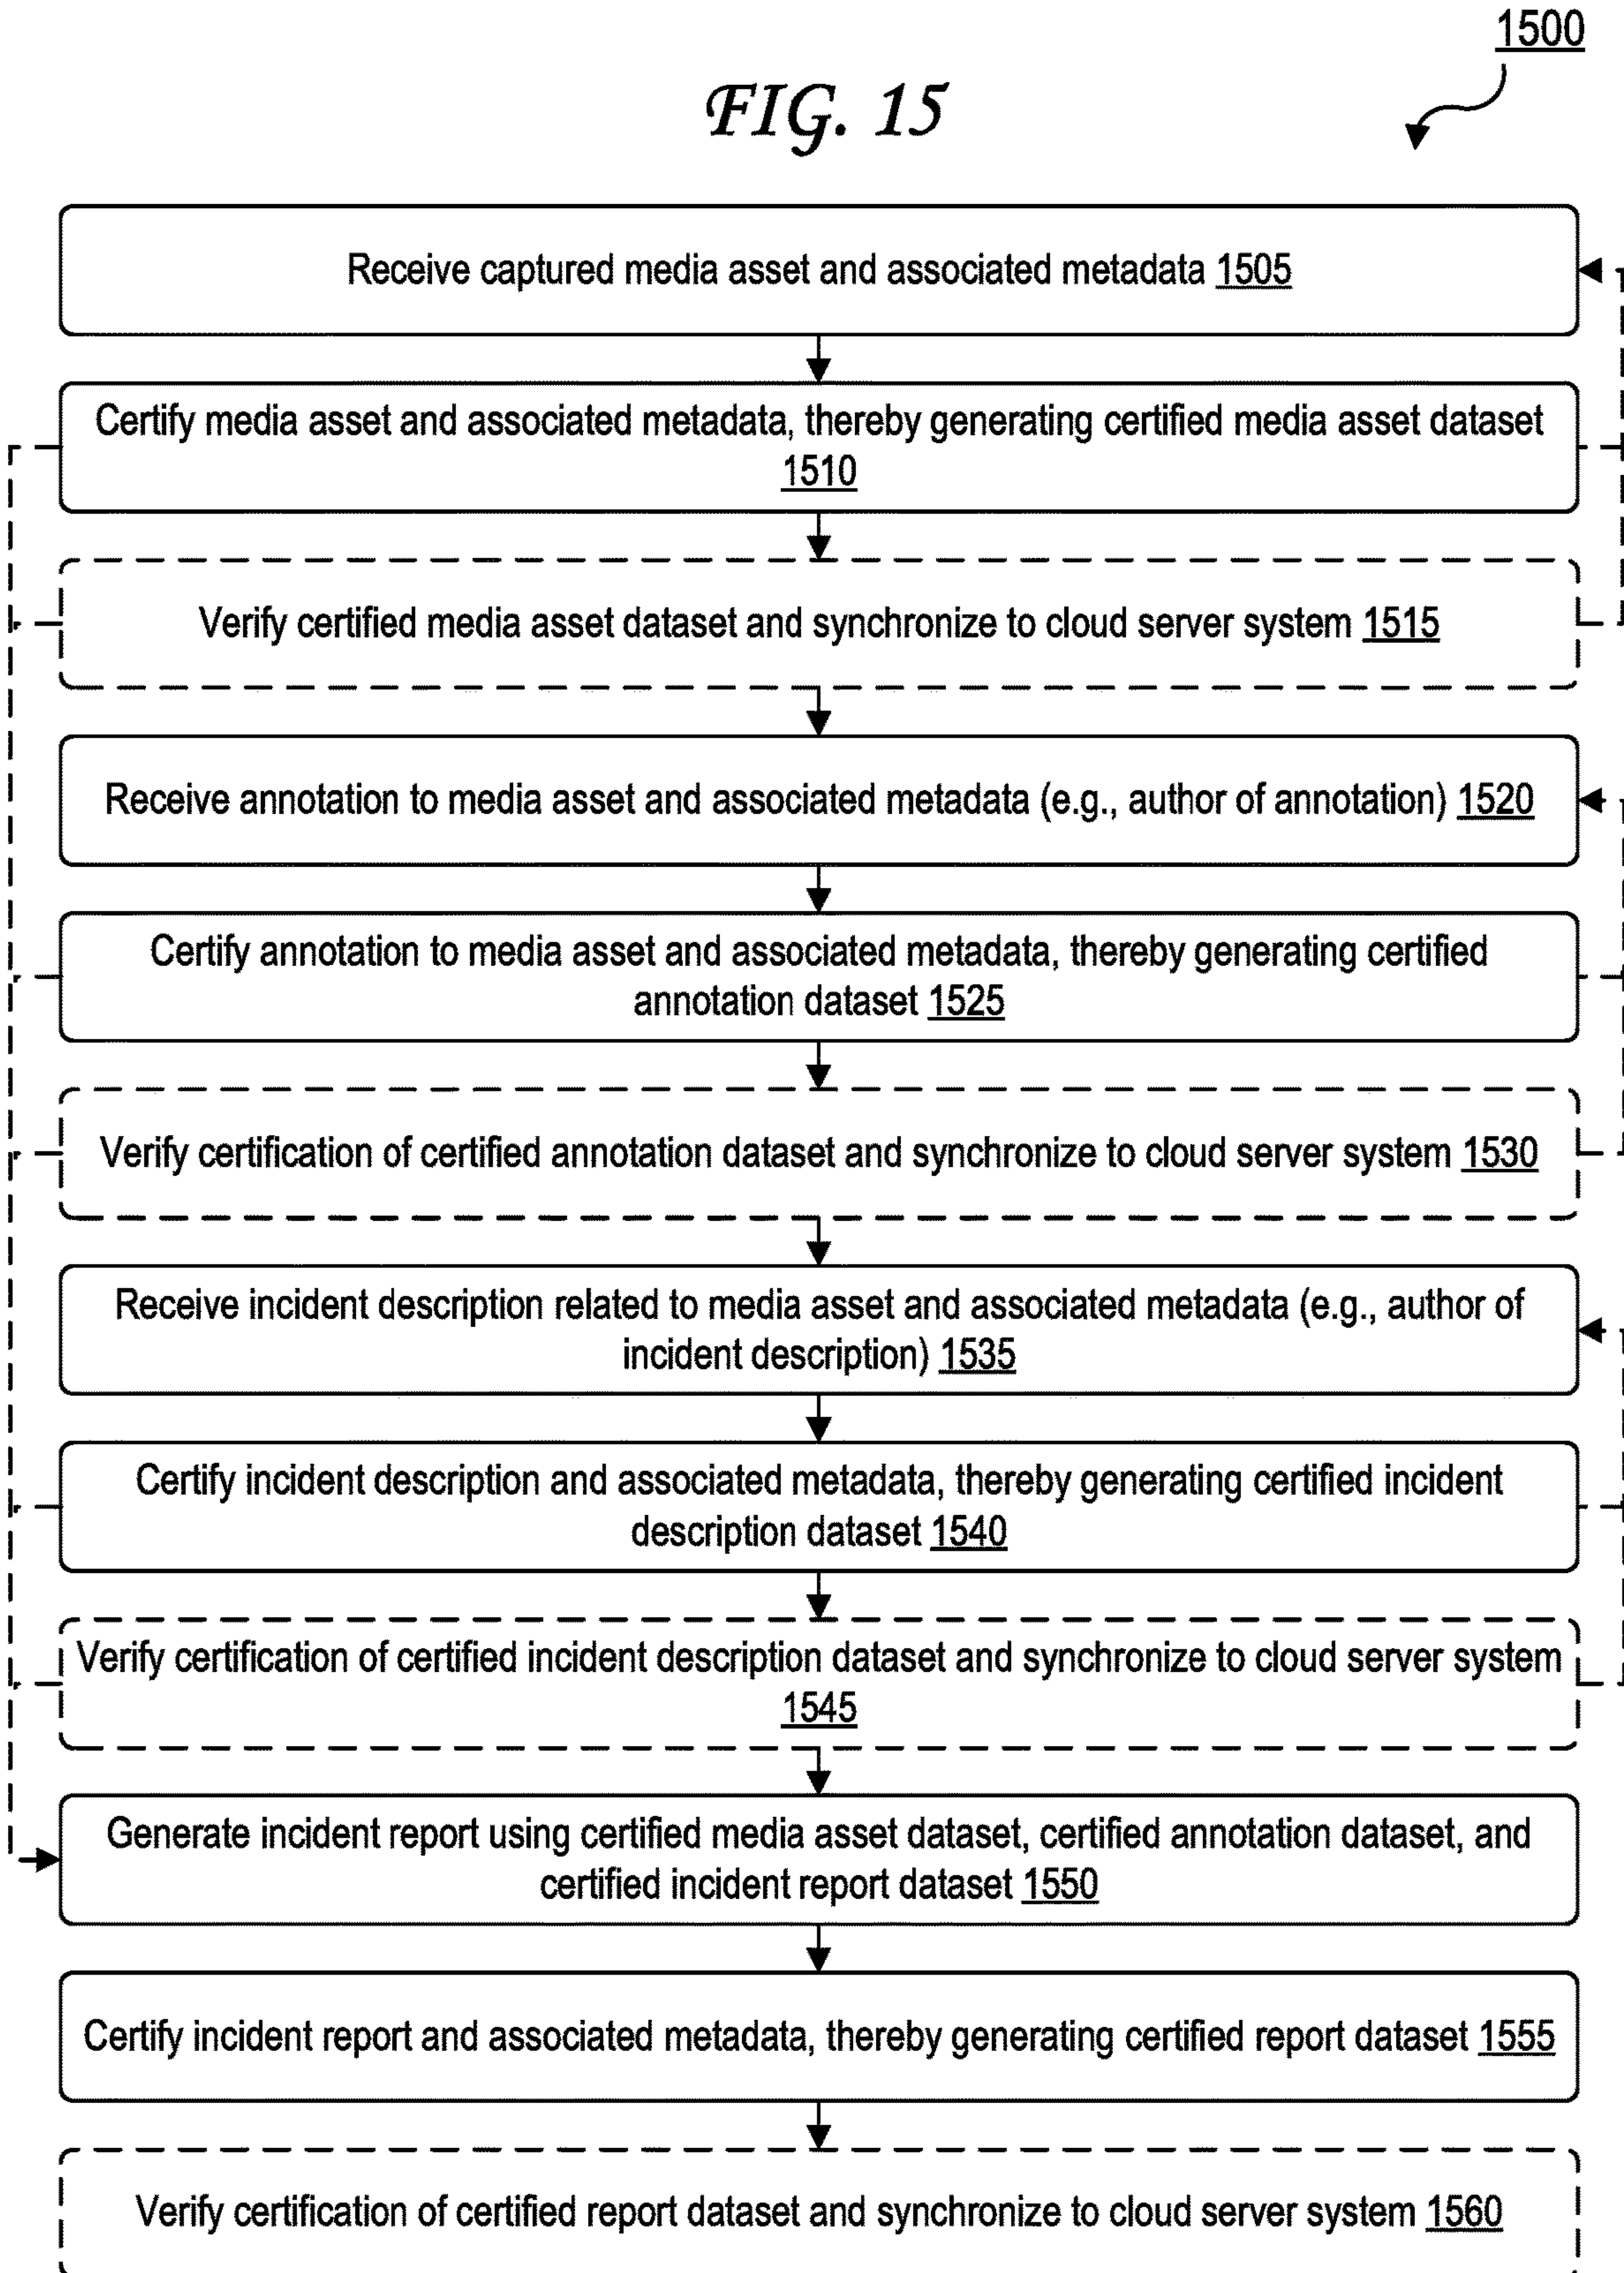 1500
FIG. 15
Receive captured media asset and associated metadata 1505
Certify media asset and associated metadata, thereby generating certified media asset dataset
1510
Verify certified media asset dataset and synchronize to cloud server system 1515
Receive annotation to media asset and associated metadata (e.g., author of annotation) 1520
Certify annotation to media asset and associated metadata, thereby generating certified
annotation dataset 1525
Verify certification of certified annotation dataset and synchronize to cloud server system 1530
Receive incident description related to media asset and associated metadata (e.g., author of
incident description) 1535
Certify incident description and associated metadata, thereby generating certified incident
description dataset 1540
Verify certification of certified incident description dataset and synchronize to cloud server system
1545
Generate incident report using certified media asset dataset, certified annotation dataset, and
certified incident report dataset 1550
Certify incident report and associated metadata, thereby generating certified report dataset 1555
Verify certification of certified report dataset and synchronize to cloud server system 1560